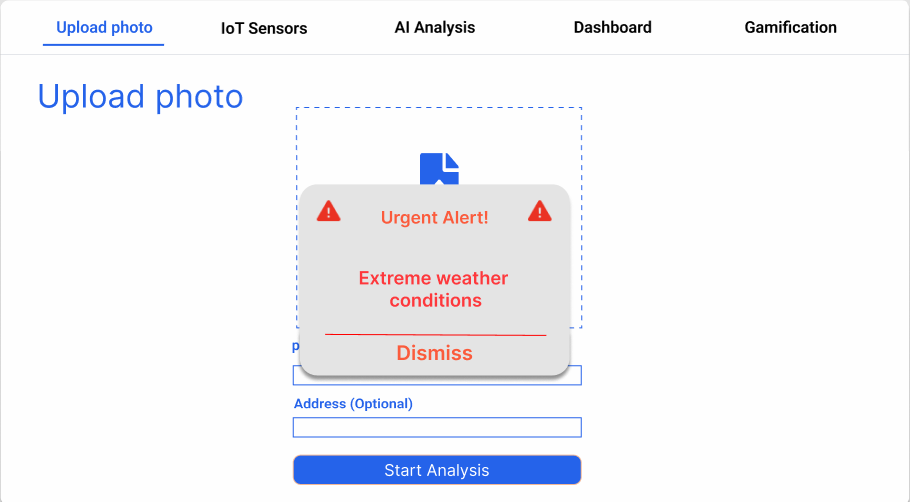 Upload photo
IoT Sensors
AI Analysis
Dashboard
Gamification
Upload photo
Urgent Alert!
Extreme weather
conditions
Dismiss
Address (Optional)
Start Analysis